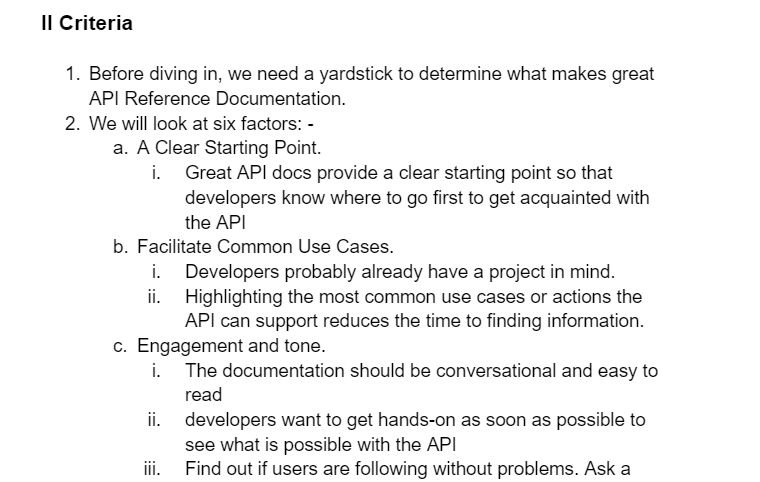 II Criteria
1. Before diving in, we need a yardstick to determine what makes great
API Reference Documentation.
2. We will look at six factors: -
a. A Clear Starting Point.
i. Great API docs provide a clear starting point so that
developers know where to go first to get acquainted with
the API
b. Facilitate Common Use Cases.
i. Developers probably already have a project in mind.
ii. Highlighting the most common use cases or actions the
API can support reduces the time to finding information.
c. Engagement and tone.
i. The documentation should be conversational and easy to
read
ii. developers want to get hands-on as soon as possible to
see what is possible with the API
iii. Find out if users are following without problems. Ask a